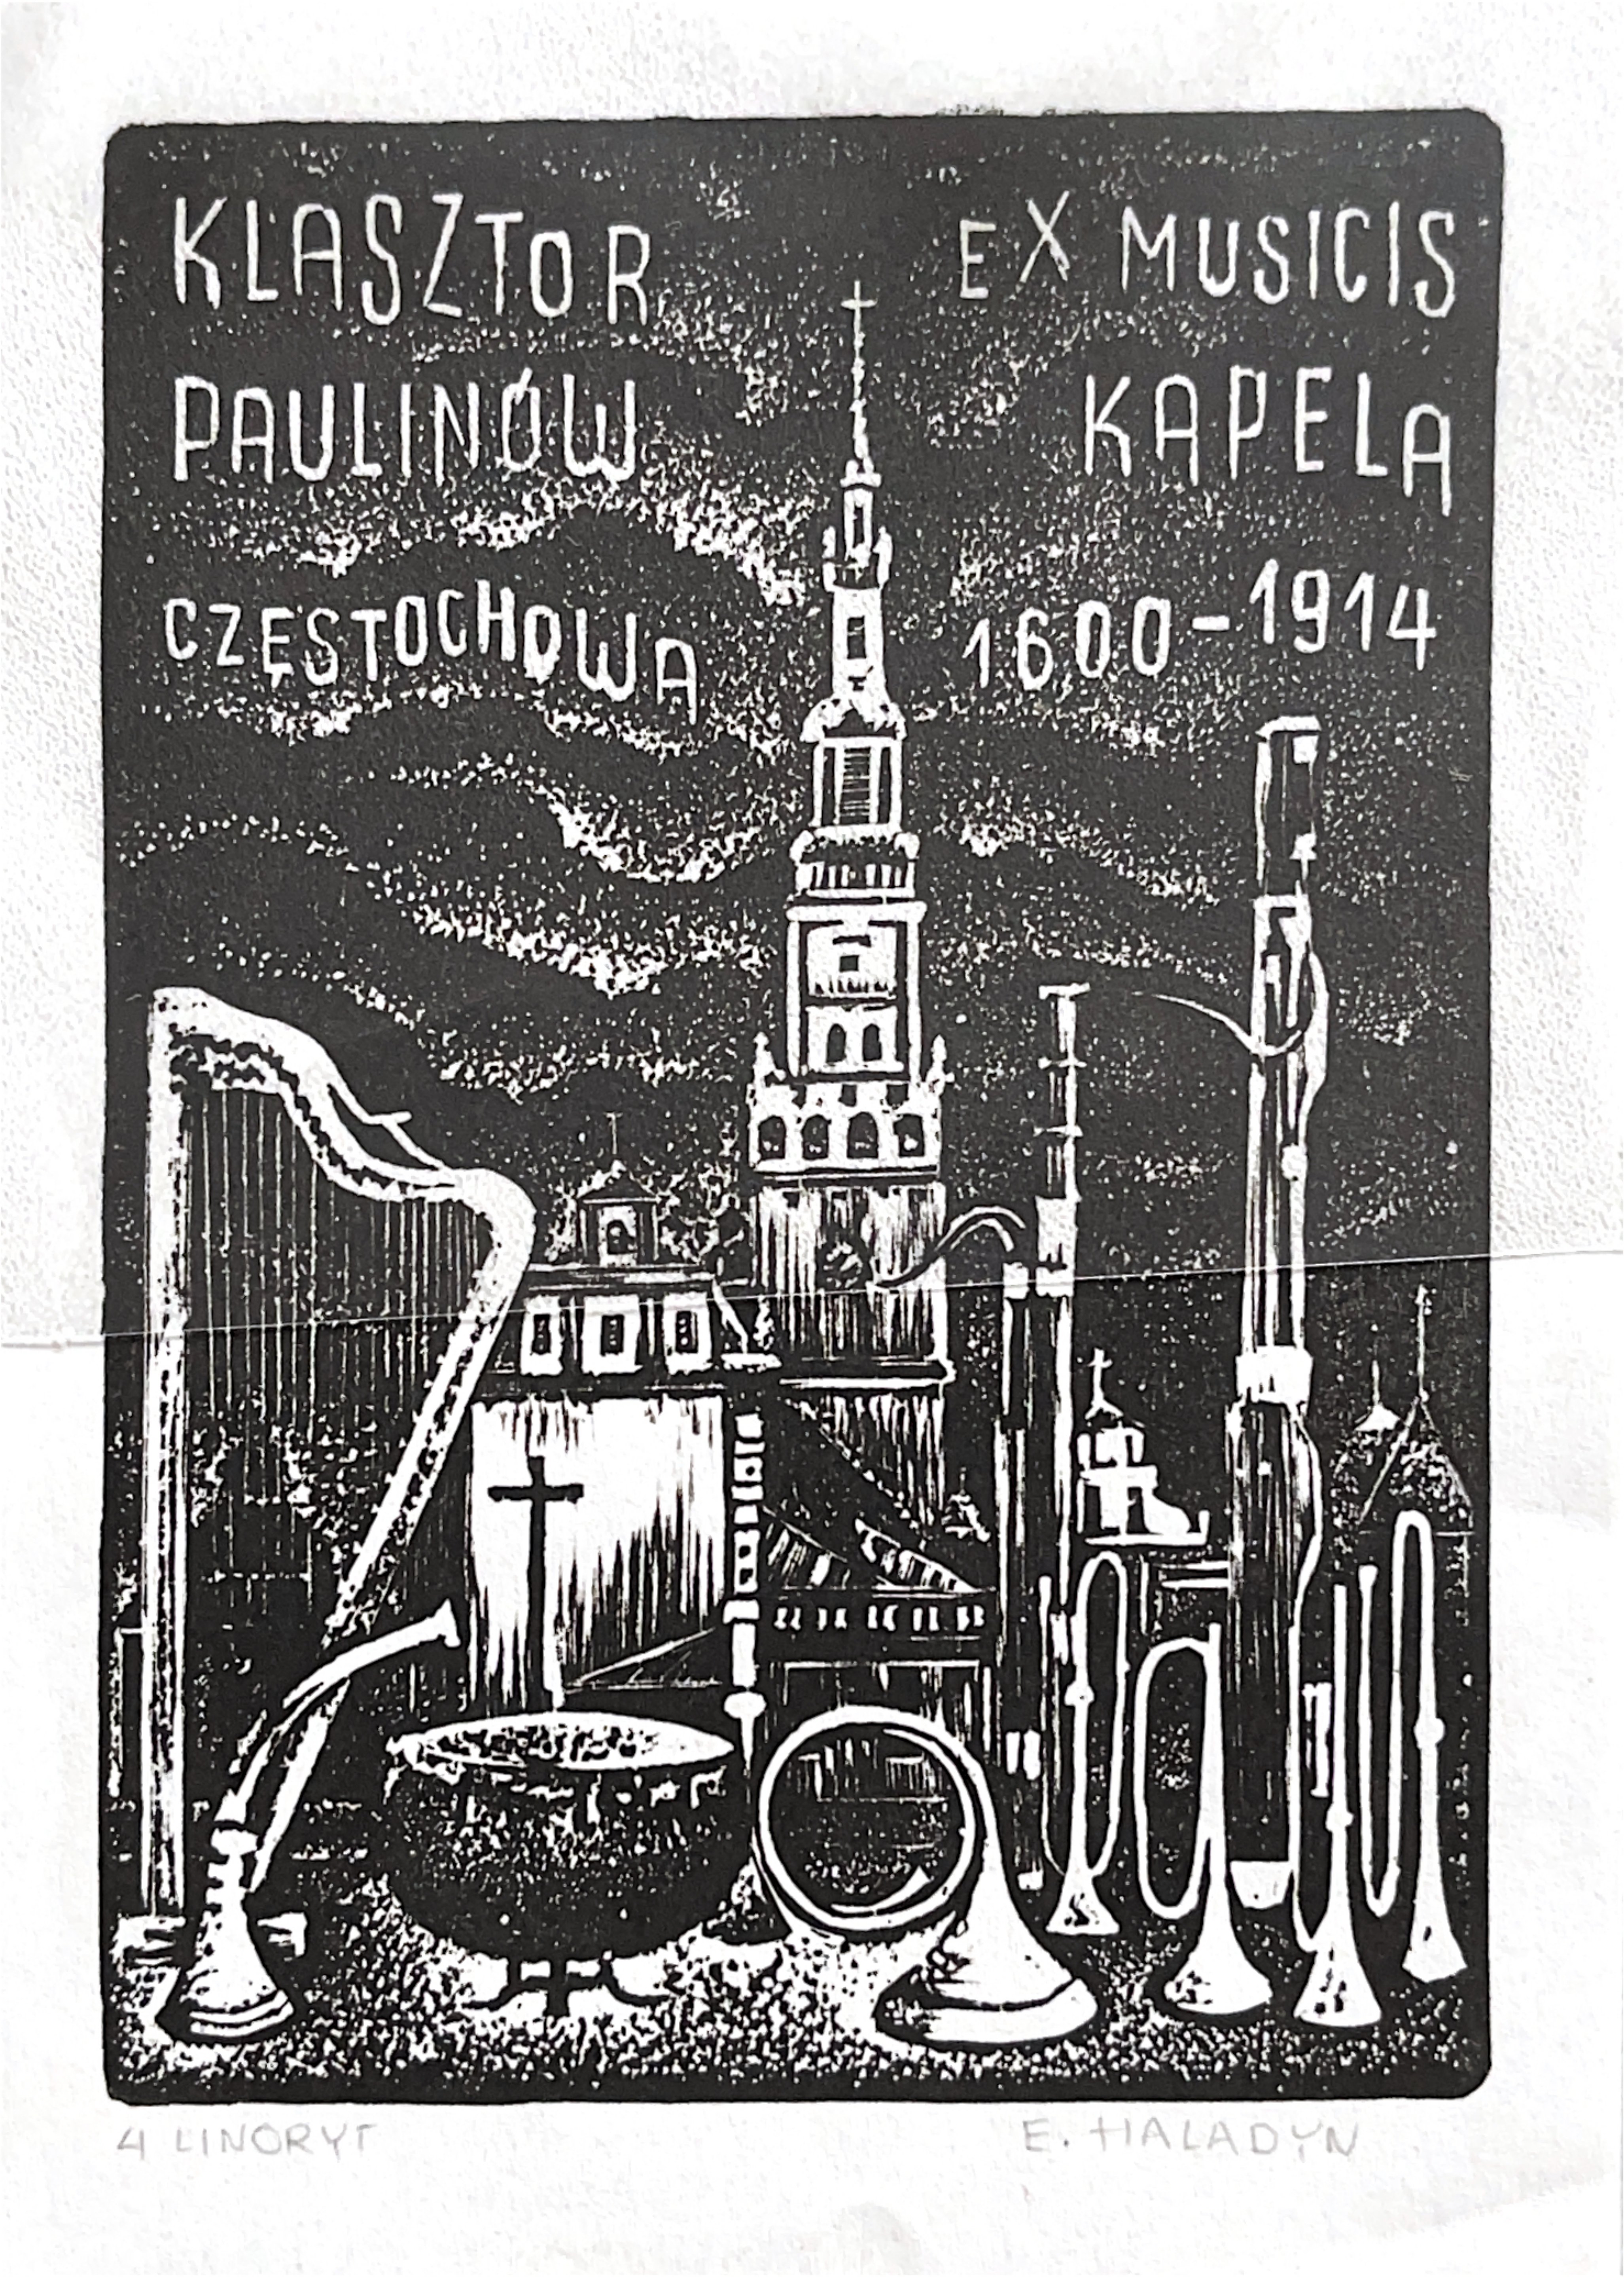 KLASZTOR
PAULINÓW
CZĘSTOCHOWA
EX MUSICIS
KAPELA
1600-1914
4 LINORYT
E. HALADYN